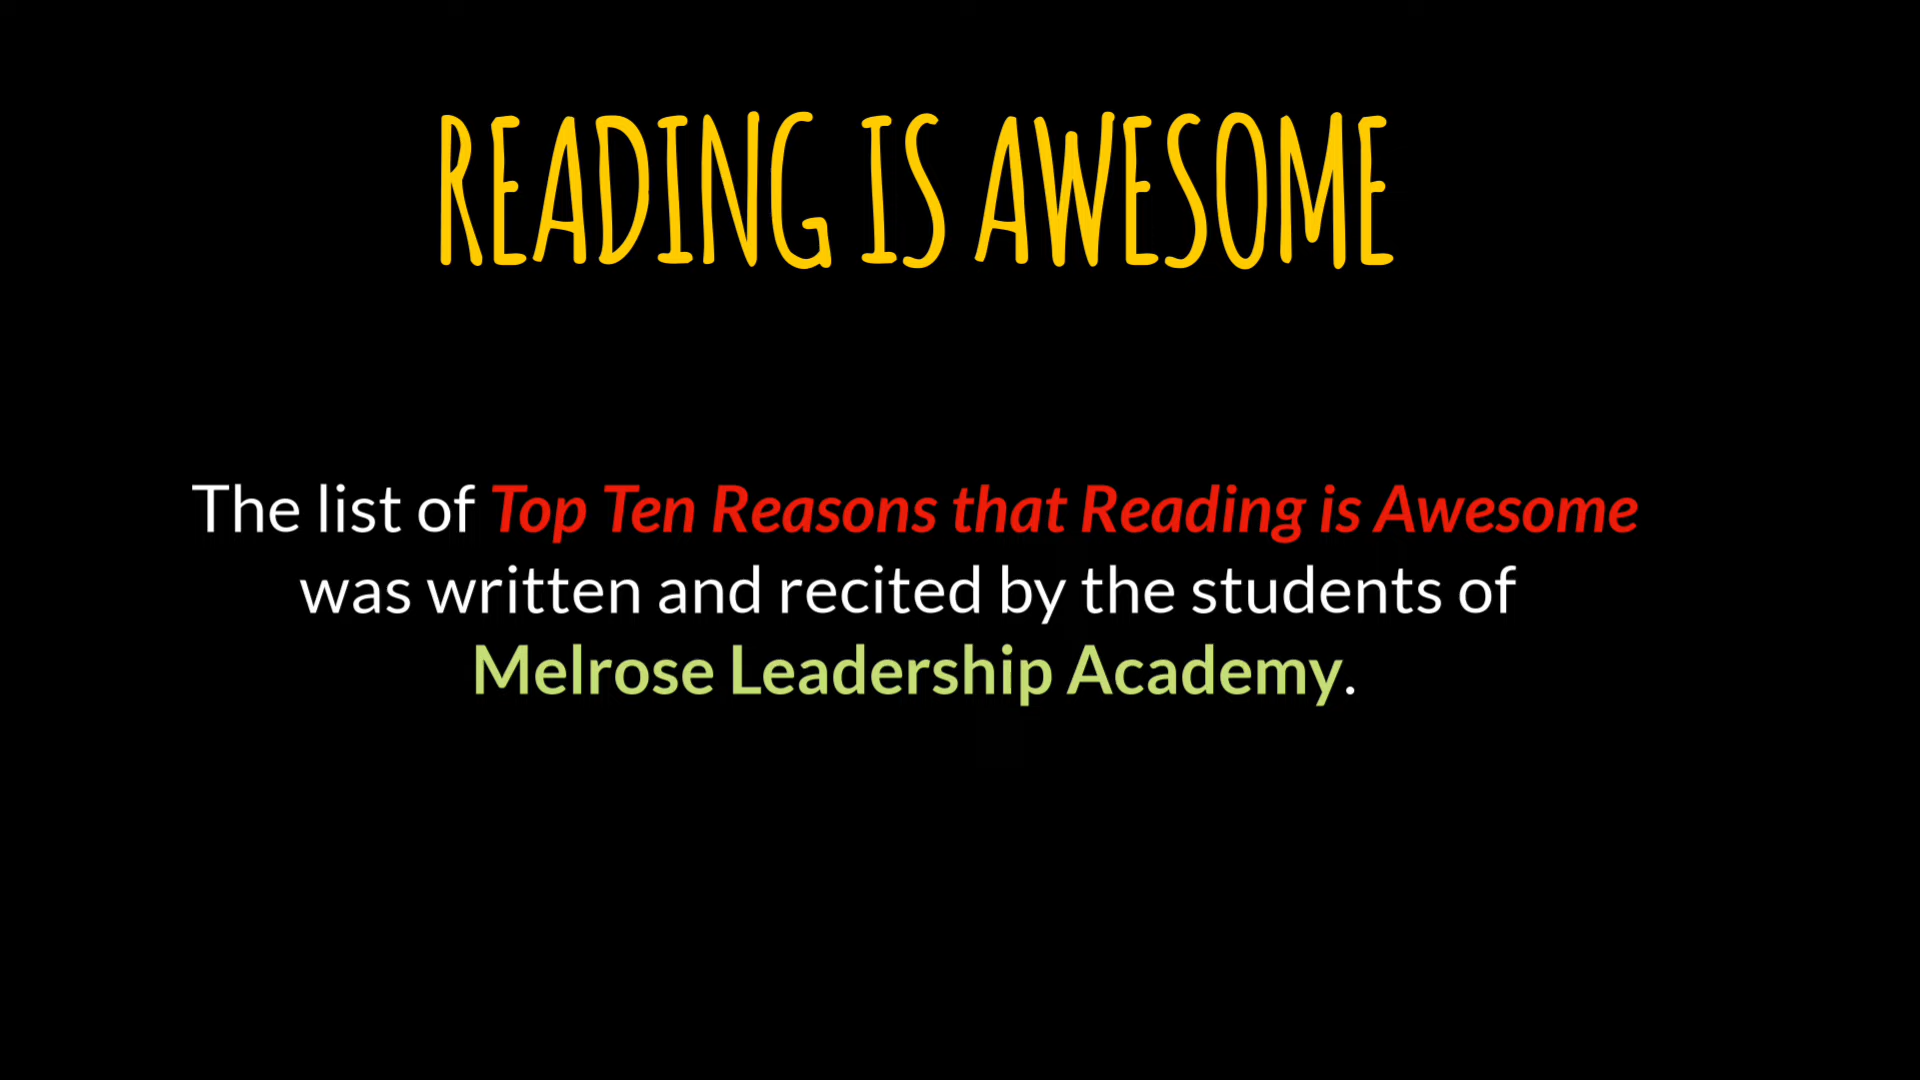 READING IS AWESOME
The list of Top Ten Reasons that Reading is Awesome
was written and recited by the students of
Melrose Leadership Academy.